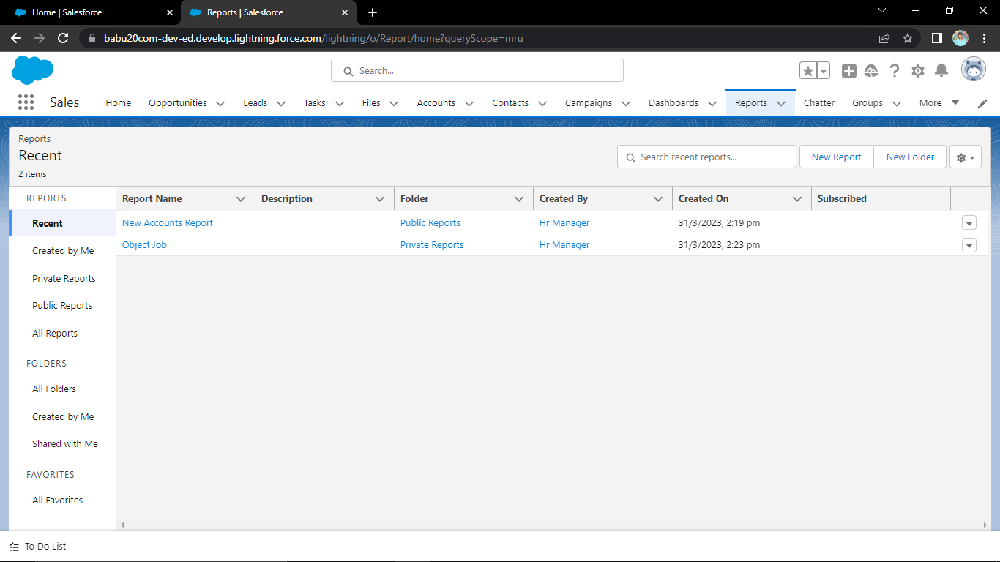 Home | Salesforce
Reports | Salesforce
babu20com-dev-ed.develop.lightning.force.com/lightning/o/Report/home?queryScope=mru
Search...
Sales Home Opportunities Leads Tasks Files Accounts Contacts Campaigns Dashboards Reports Chatter Groups More
Reports
Recent
2 items
Search recent reports...
New Report
New Folder
REPORTS
Recent
Created by Me
Private Reports
Public Reports
All Reports
FOLDERS
All Folders
Created by Me
Shared with Me
FAVORITES
All Favorites
Report Name Description Folder Created By Created On Subscribed
New Accounts Report Public Reports Hr Manager 31/3/2023, 2:19 pm
Object Job Private Reports Hr Manager 31/3/2023, 2:23 pm
To Do List